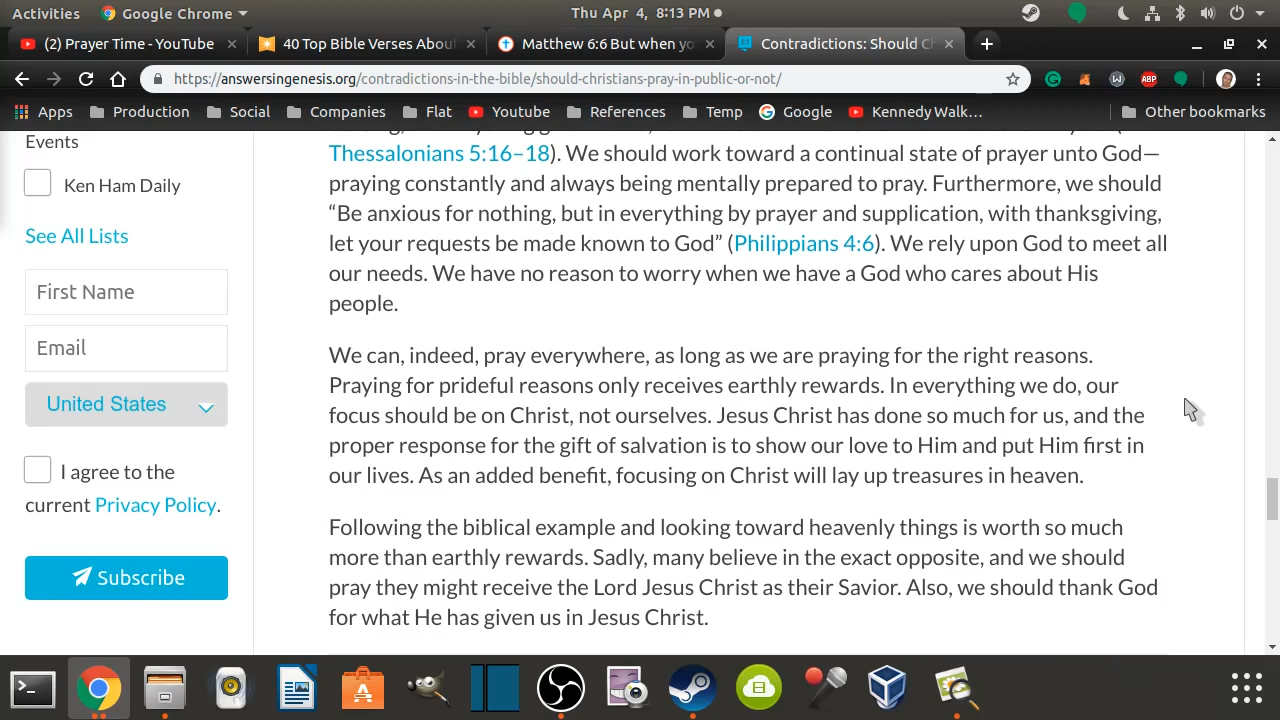 Activities
Google Chrome
Thu Apr 4, 8:13 PM
(2) Prayer Time - YouTube
40 Top Bible Verses Abou
Matthew 6:6 But when yo
Contradictions: Should C
https://answersingenesis.org/contradictions-in-the-bible/should-christians-pray-in-public-or-not/
ABP
Apps
Production
Social
Companies
Flat
Youtube
References
Temp
Google
Kennedy Walk...
Other bookmarks
Events
Ken Ham Daily
See All Lists
First Name
Email
United States
I agree to the
current Privacy Policy.
Subscribe
Thessalonians 5:16–18). We should work toward a continual state of prayer unto God—
praying constantly and always being mentally prepared to pray. Furthermore, we should
“Be anxious for nothing, but in everything by prayer and supplication, with thanksgiving,
let your requests be made known to God” (Philippians 4:6). We rely upon God to meet all
our needs. We have no reason to worry when we have a God who cares about His
people.
We can, indeed, pray everywhere, as long as we are praying for the right reasons.
Praying for prideful reasons only receives earthly rewards. In everything we do, our
focus should be on Christ, not ourselves. Jesus Christ has done so much for us, and the
proper response for the gift of salvation is to show our love to Him and put Him first in
our lives. As an added benefit, focusing on Christ will lay up treasures in heaven.
Following the biblical example and looking toward heavenly things is worth so much
more than earthly rewards. Sadly, many believe in the exact opposite, and we should
pray they might receive the Lord Jesus Christ as their Savior. Also, we should thank God
for what He has given us in Jesus Christ.